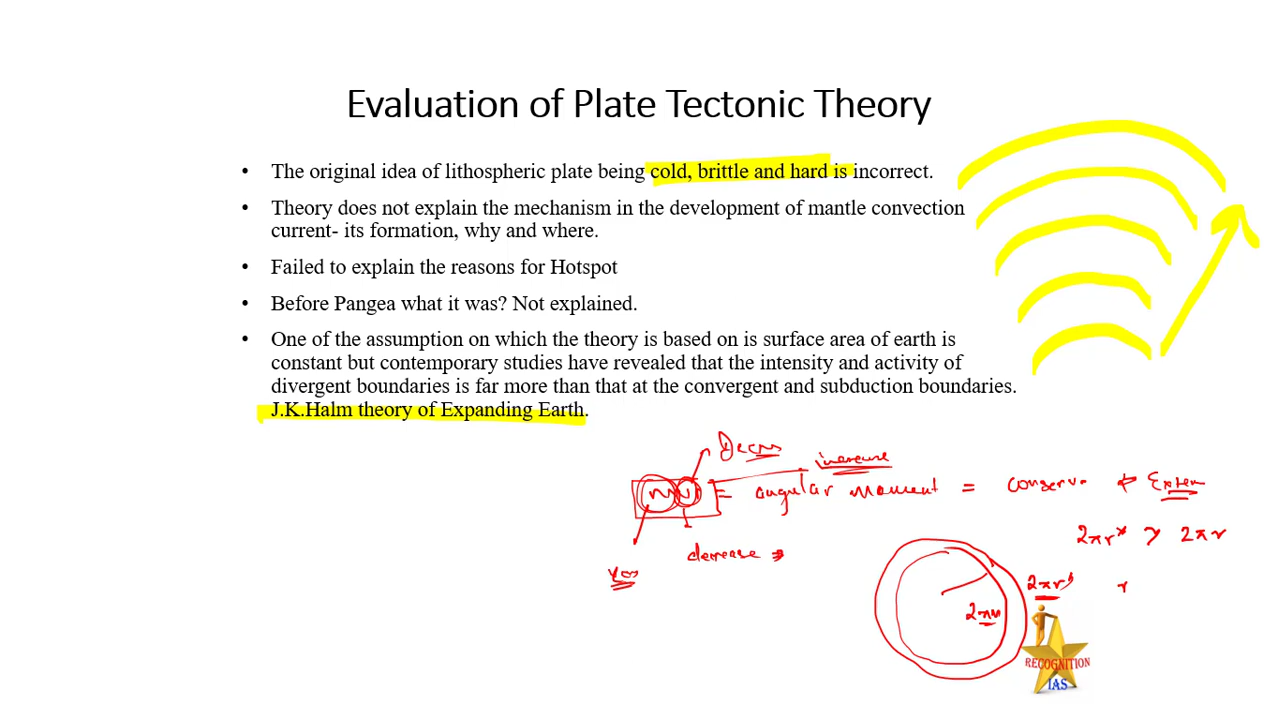 Evaluation of Plate Tectonic Theory
• The original idea of lithospheric plate being cold, brittle and hard is incorrect.
• Theory does not explain the mechanism in the development of mantle convection
current- its formation, why and where.
• Failed to explain the reasons for Hotspot
• Before Pangea what it was? Not explained.
• One of the assumption on which the theory is based on is surface area of earth is
constant but contemporary studies have revealed that the intensity and activity of
divergent boundaries is far more than that at the convergent and subduction boundaries.
J.K.Halm theory of Expanding Earth.
increase
= angular moment =
decrease
2πr > 2πr
2πr'
r
RECOGNITION
IAS